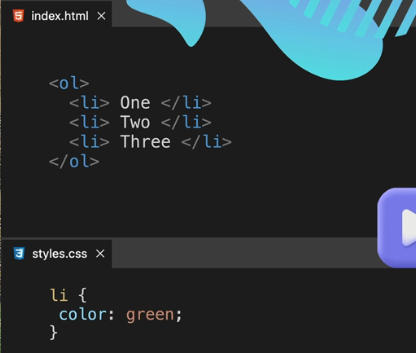 index.html
<ol>
<li> One </li>
<li> Two </li>
<li> Three </li>
</ol>
styles.css
li {
color: green;
}